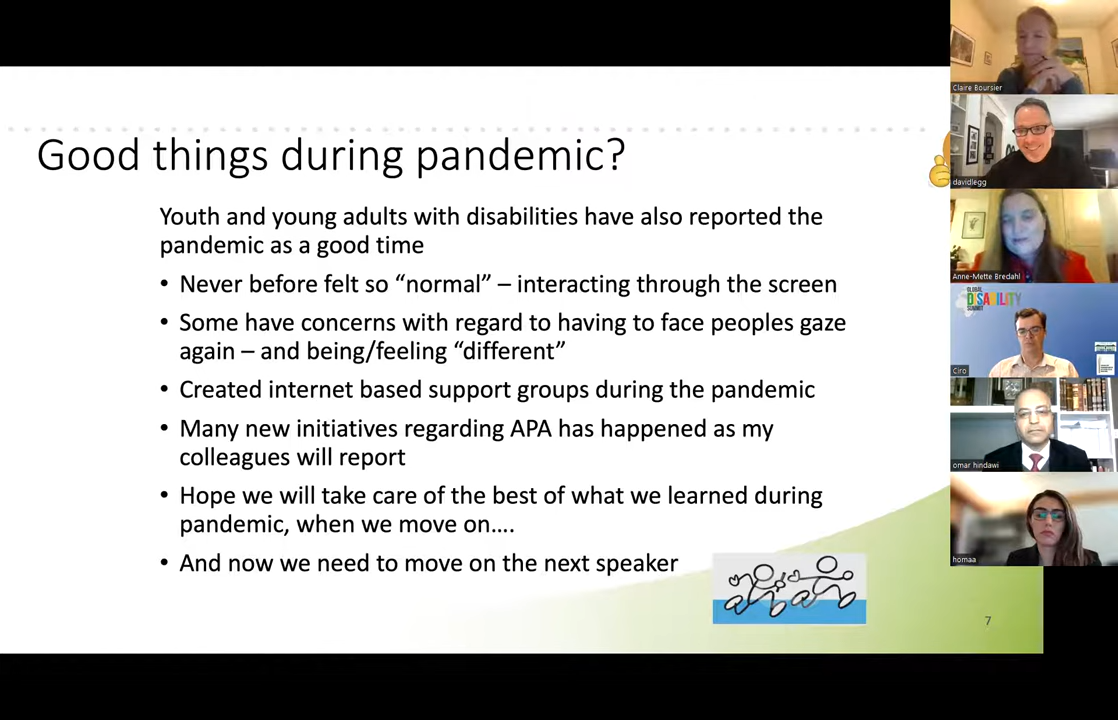 Good things during pandemic?
Youth and young adults with disabilities have also reported the
pandemic as a good time
• Never before felt so “normal” – interacting through the screen
• Some have concerns with regard to having to face peoples gaze
again – and being/feeling “different”
• Created internet based support groups during the pandemic
• Many new initiatives regarding APA has happened as my
colleagues will report
• Hope we will take care of the best of what we learned during
pandemic, when we move on….
• And now we need to move on the next speaker
7
Claire Boursier
davidlegg
Anne-Mette Bredahl
GLOBAL
DISABILITY
SUMMIT
Ciro
omar hindawi
homaa